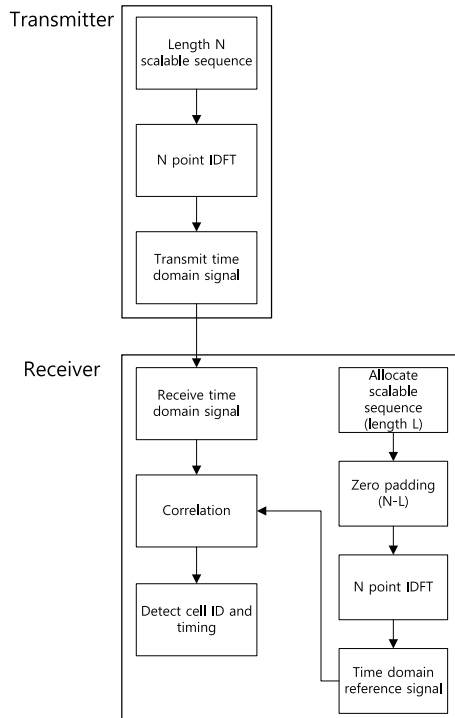 Transmitter
Length N
scalable sequence
N point IDFT
Transmit time
domain signal
Receiver
Receive time
domain signal
Correlation
Detect cell ID and
timing
Allocate
scalable
sequence
(length L)
Zero padding
(N-L)
N point IDFT
Time domain
reference signal